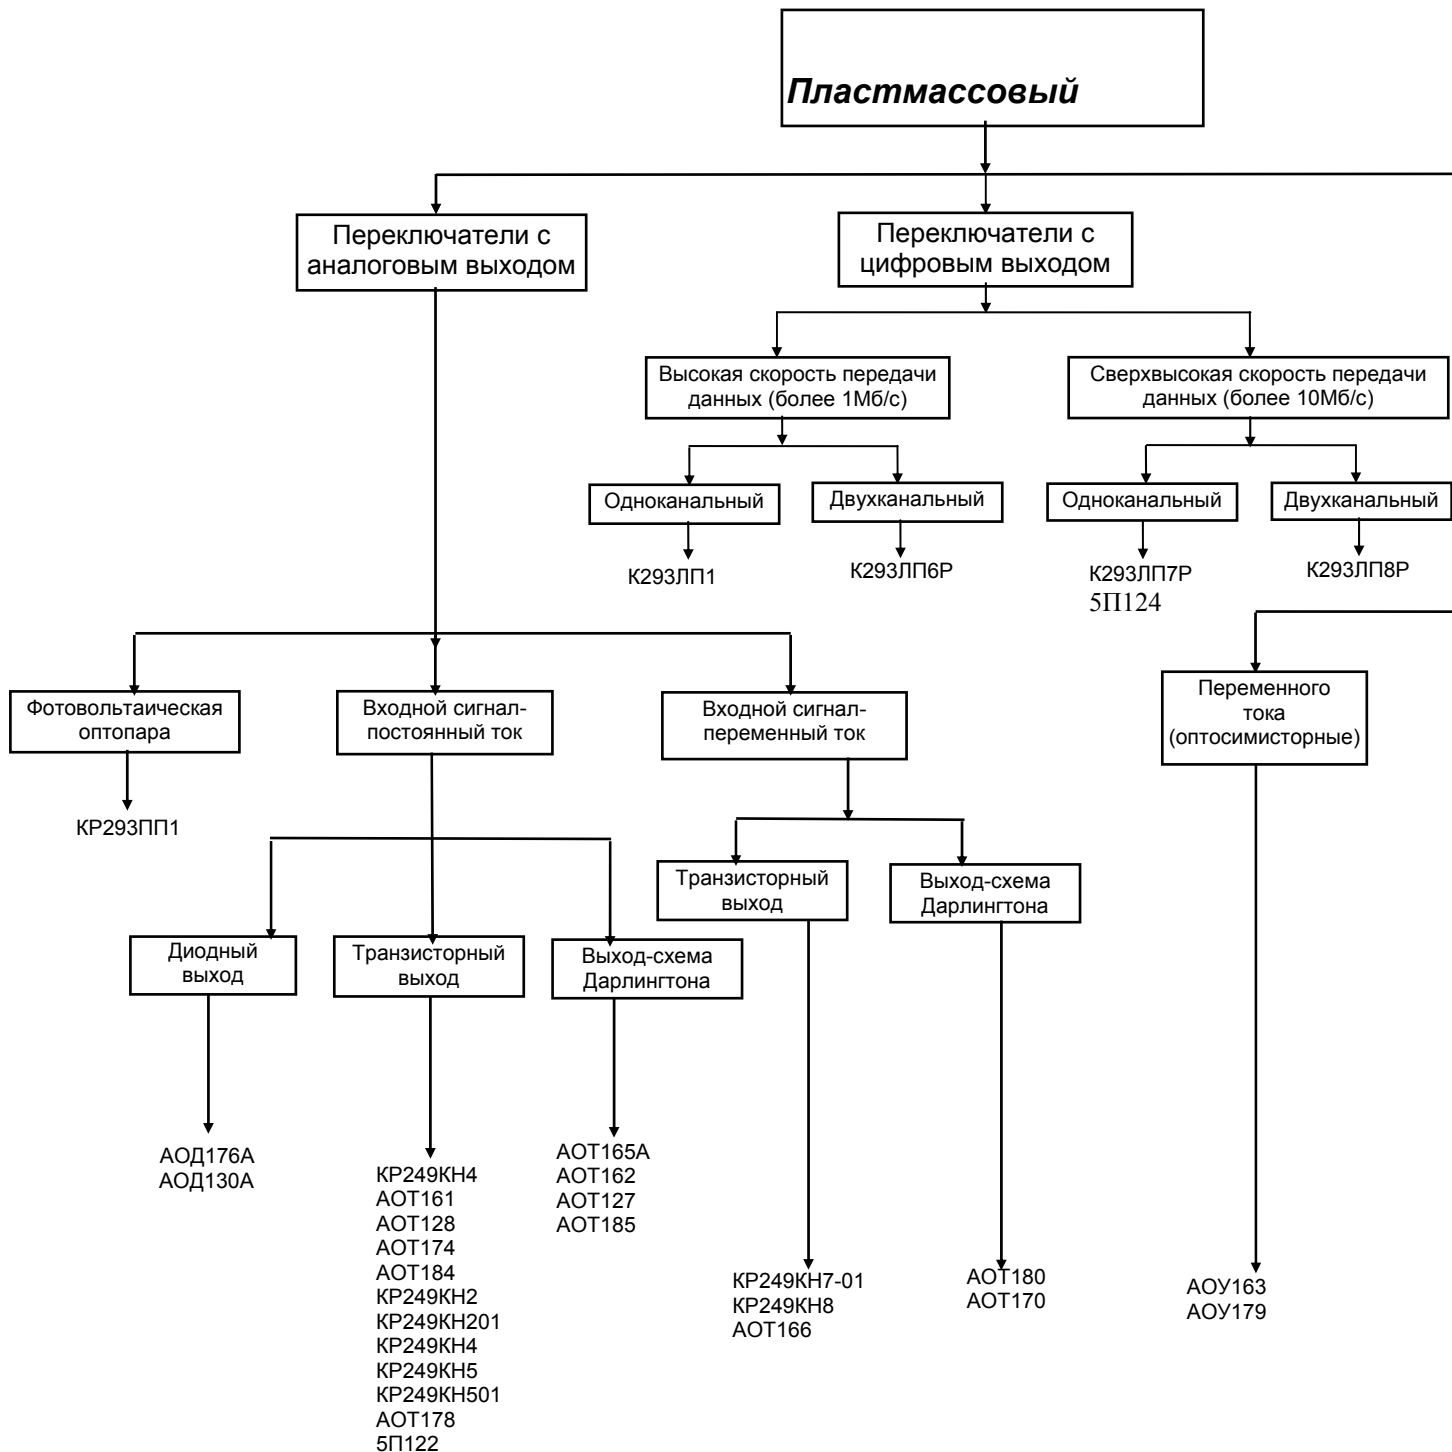 Пластмассовый
Переключатели с
аналоговым выходом
Переключатели с
цифровым выходом
Высокая скорость передачи
данных (более 1Мб/с)
Сверхвысокая скорость передачи
данных (более 10Мб/с)
Одноканальный
Двухканальный
Одноканальный
Двухканальный
К293ЛП1
К293ЛП6Р
К293ЛП7Р
5П124
К293ЛП8Р
Фотовольтаическая
оптопара
Входной сигнал-
постоянный ток
Входной сигнал-
переменный ток
Переменного
тока
(оптосимисторные)
КР293ПП1
Транзисторный
выход
Выход-схема
Дарлингтона
Диодный
выход
Транзисторный
выход
Выход-схема
Дарлингтона
АОД176А
АОД130А
КР249КН4
АОТ161
АОТ128
АОТ174
АОТ184
КР249КН2
КР249КН201
КР249КН4
КР249КН5
КР249КН501
АОТ178
5П122
АОТ165А
АОТ162
АОТ127
АОТ185
КР249КН7-01
КР249КН8
АОТ166
АОТ180
АОТ170
АОУ163
АОУ179